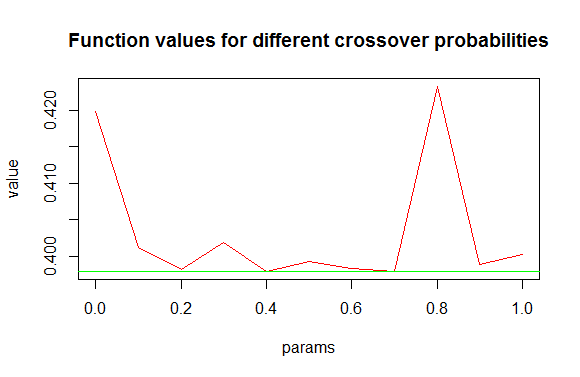 Function values for different crossover probabilities
value
0.420
0.410
0.400
0.0 0.2 0.4 0.6 0.8 1.0
params